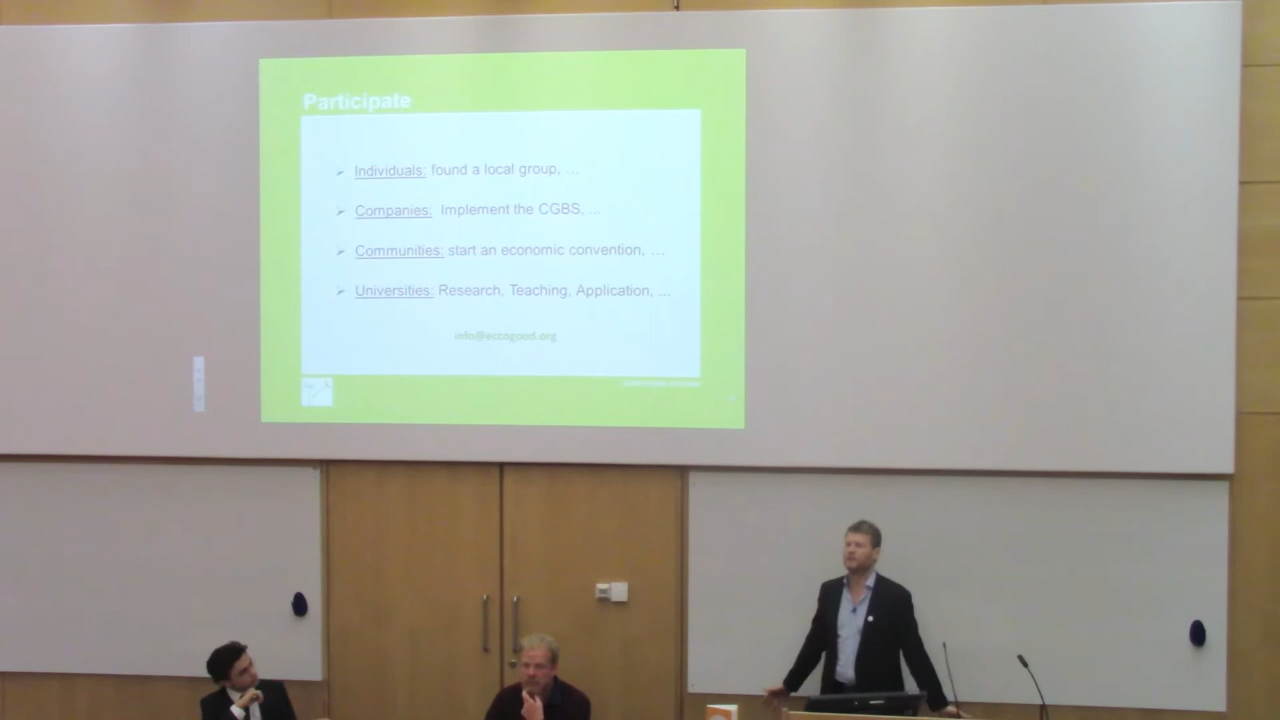 Participate
Individuals: found a local group, ...
Companies: Implement the CGBS, ...
Communities: start an economic convention, ...
Universities: Research, Teaching, Application, ...
info@ecogood.org